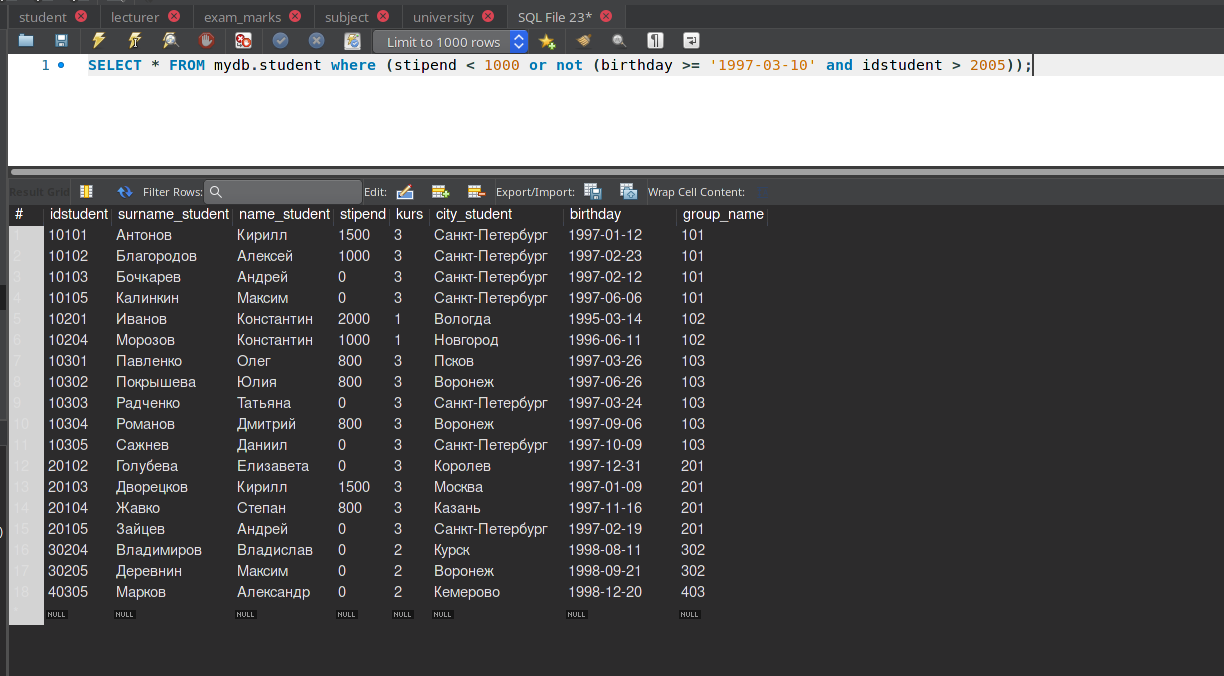 student lecturer exam_marks subject university SQL File 23*
Limit to 1000 rows
1 SELECT * FROM mydb.student where (stipend < 1000 or not (birthday >= '1997-03-10' and idstudent > 2005));
Result Grid Filter Rows: Edit: Export/Import: Wrap Cell Content:
# idstudent surname_student name_student stipend kurs city_student birthday group_name
1 10101 Антонов Кирилл 1500 3 Санкт-Петербург 1997-01-12 101
2 10102 Благородов Алексей 1000 3 Санкт-Петербург 1997-02-23 101
3 10103 Бочкарев Андрей 0 3 Санкт-Петербург 1997-02-12 101
4 10105 Калинкин Максим 0 3 Санкт-Петербург 1997-06-06 101
5 10201 Иванов Константин 2000 1 Вологда 1995-03-14 102
6 10204 Морозов Константин 1000 1 Новгород 1996-06-11 102
7 10301 Павленко Олег 800 3 Псков 1997-03-26 103
8 10302 Покрышева Юлия 800 3 Воронеж 1997-06-26 103
9 10303 Радченко Татьяна 0 3 Санкт-Петербург 1997-03-24 103
10 10304 Романов Дмитрий 800 3 Воронеж 1997-09-06 103
11 10305 Сажнев Даниил 0 3 Санкт-Петербург 1997-10-09 103
12 20102 Голубева Елизавета 0 3 Королев 1997-12-31 201
13 20103 Дворецков Кирилл 1500 3 Москва 1997-01-09 201
14 20104 Жавко Степан 800 3 Казань 1997-11-16 201
15 20105 Зайцев Андрей 0 3 Санкт-Петербург 1997-02-19 201
16 30204 Владимиров Владислав 0 2 Курск 1998-08-11 302
17 30205 Деревнин Максим 0 2 Воронеж 1998-09-21 302
18 40305 Марков Александр 0 2 Кемерово 1998-12-20 403
* NULL NULL NULL NULL NULL NULL NULL NULL